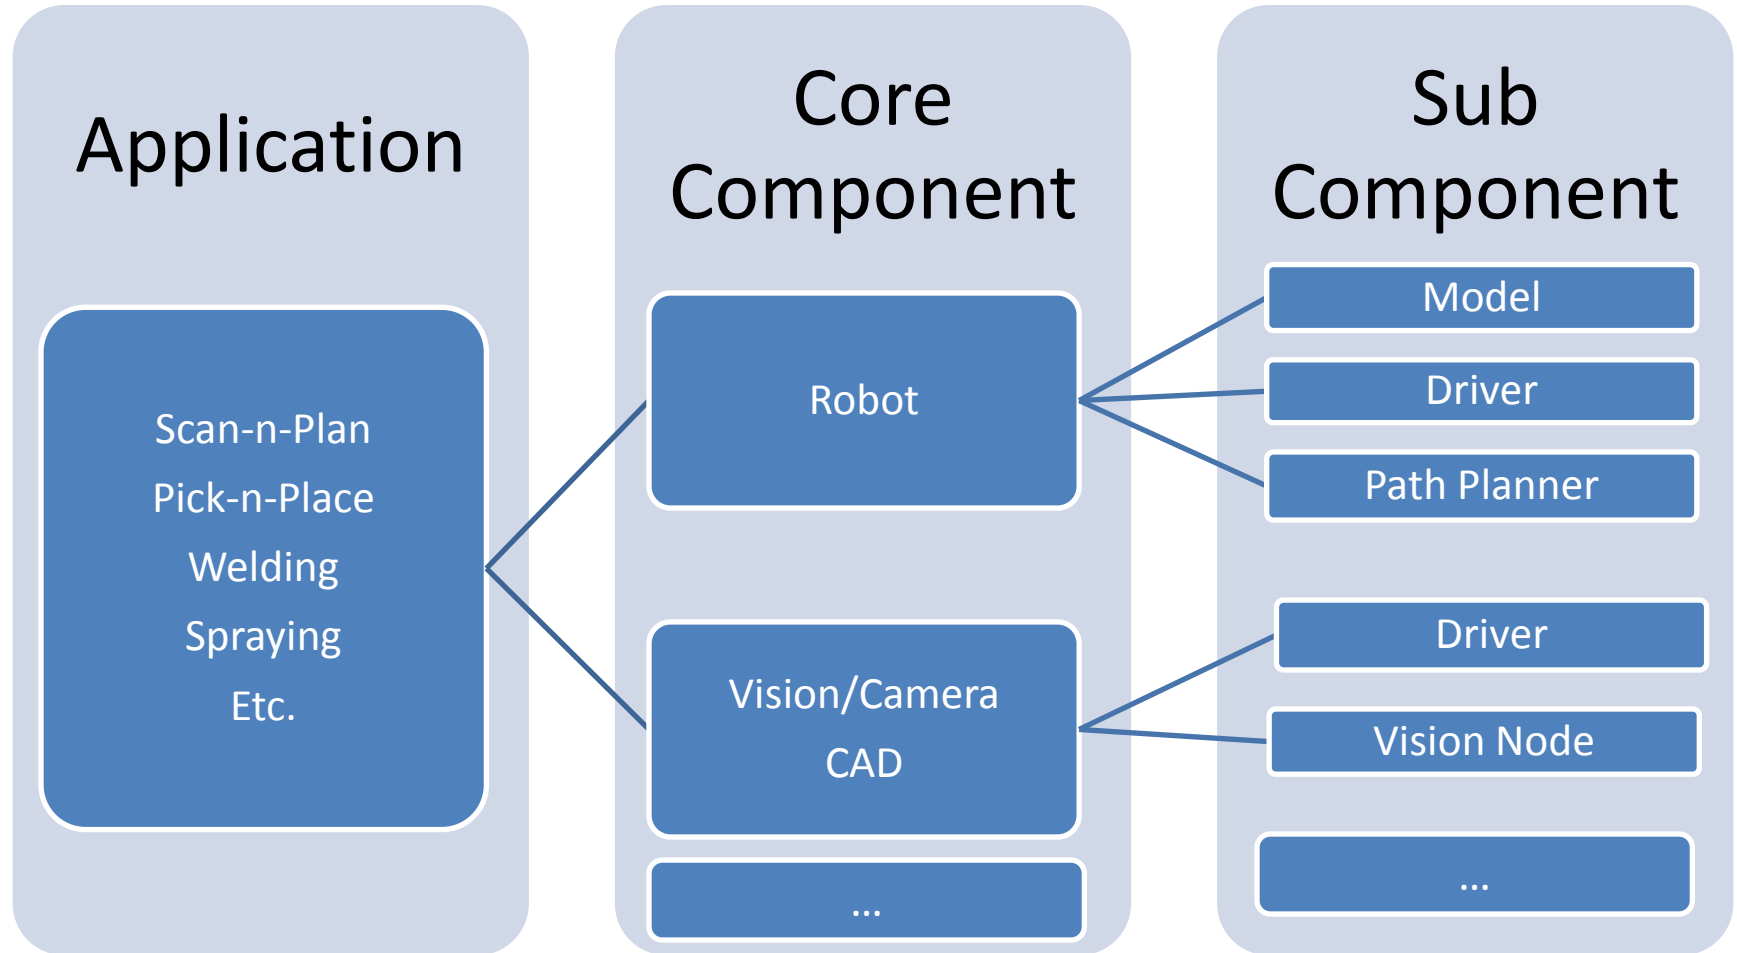 Application
Scan-n-Plan
Pick-n-Place
Welding
Spraying
Etc.
Core
Component
Robot
Vision/Camera
CAD
...
Sub
Component
Model
Driver
Path Planner
Driver
Vision Node
...